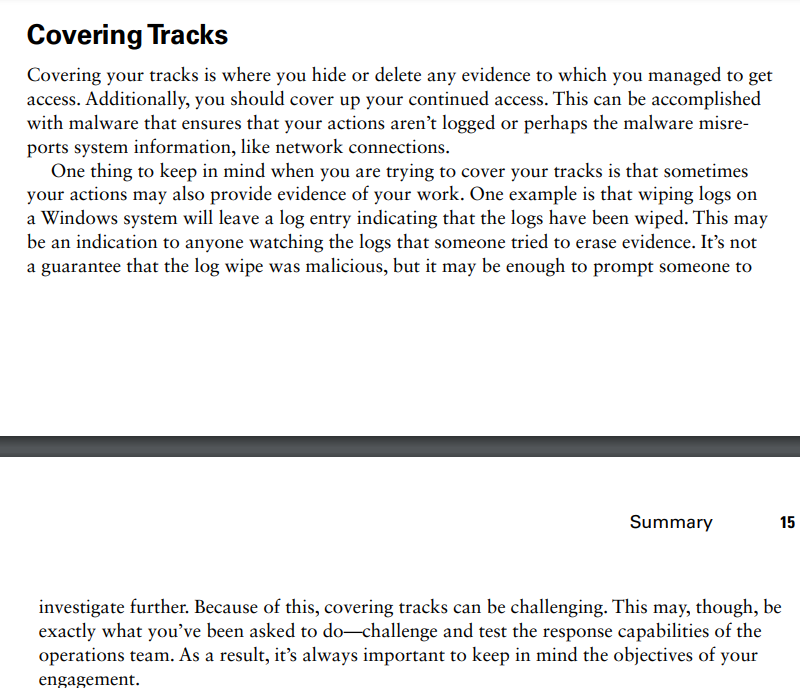 Covering Tracks
Covering your tracks is where you hide or delete any evidence to which you managed to get
access. Additionally, you should cover up your continued access. This can be accomplished
with malware that ensures that your actions aren’t logged or perhaps the malware misre-
ports system information, like network connections.
One thing to keep in mind when you are trying to cover your tracks is that sometimes
your actions may also provide evidence of your work. One example is that wiping logs on
a Windows system will leave a log entry indicating that the logs have been wiped. This may
be an indication to anyone watching the logs that someone tried to erase evidence. It’s not
a guarantee that the log wipe was malicious, but it may be enough to prompt someone to
Summary 15
investigate further. Because of this, covering tracks can be challenging. This may, though, be
exactly what you’ve been asked to do—challenge and test the response capabilities of the
operations team. As a result, it’s always important to keep in mind the objectives of your
engagement.